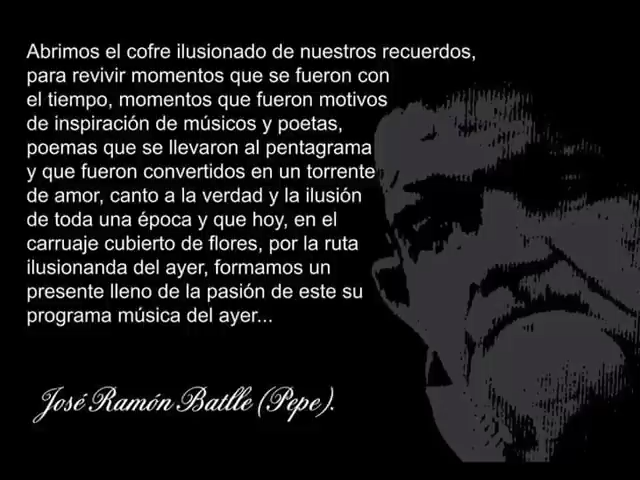 Abrimos el cofre ilusionado de nuestros recuerdos,
para revivir momentos que se fueron con
el tiempo, momentos que fueron motivos
de inspiración de músicos y poetas,
poemas que se llevaron al pentagrama
y que fueron convertidos en un torrente
de amor, canto a la verdad y la ilusión
de toda una época y que hoy, en el
carruaje cubierto de flores, por la ruta
ilusionanda del ayer, formamos un
presente lleno de la pasión de este su
programa música del ayer...
José Ramón Batlle (Pepe).